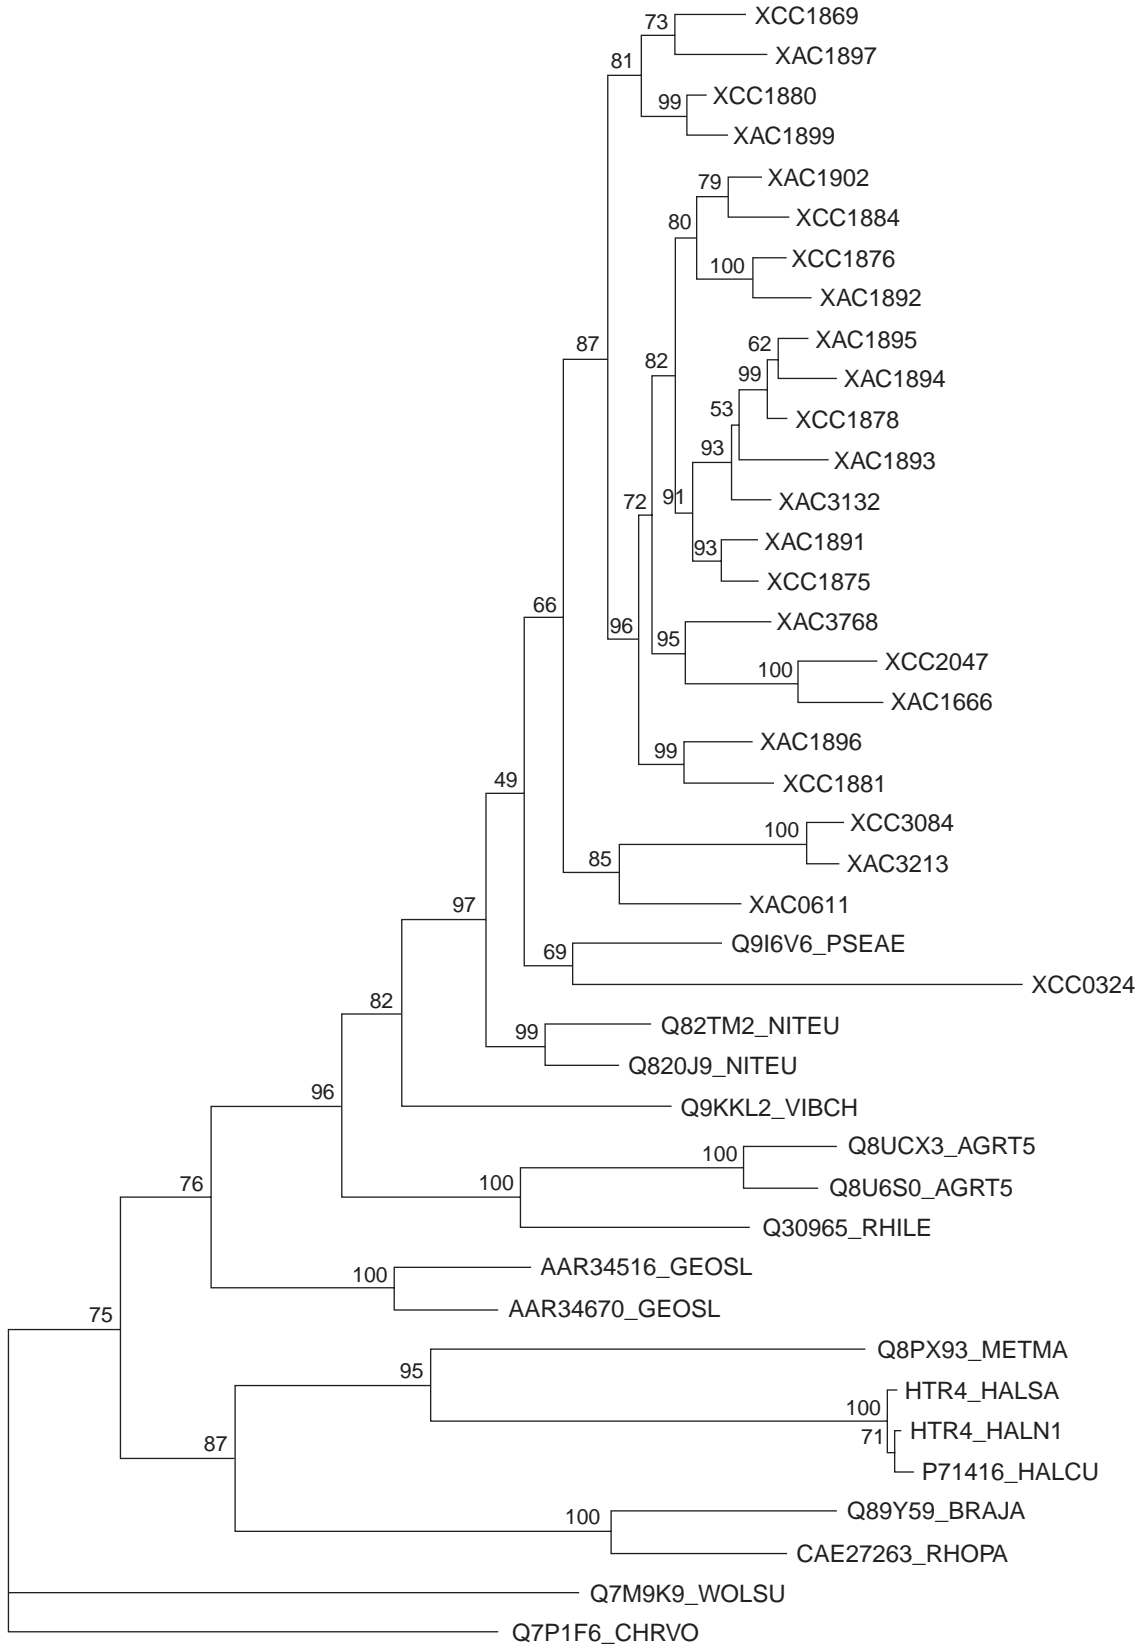 73 XCC1869
81 XAC1897
99 XCC1880
XAC1899
79 XAC1902
80 XCC1884
100 XCC1876
XAC1892
87 62 XAC1895
82 99 XAC1894
53 XCC1878
93 XAC1893
72 91 XAC3132
93 XAC1891
XCC1875
66 96 95 XAC3768
100 XCC2047
XAC1666
99 XAC1896
49 XCC1881
100 XCC3084
85 XAC3213
97 XAC0611
69 Q9I6V6_PSEAE
82 XCC0324
99 Q82TM2_NITEU
Q820J9_NITEU
96 Q9KKL2_VIBCH
100 Q8UCX3_AGRT5
76 100 Q8U6S0_AGRT5
Q30965_RHILE
100 AAR34516_GEOSL
75 AAR34670_GEOSL
95 Q8PX93_METMA
100 HTR4_HALSA
87 71 HTR4_HALN1
P71416_HALCU
100 Q89Y59_BRAJA
CAE27263_RHOPA
Q7M9K9_WOLSU
Q7P1F6_CHRVO